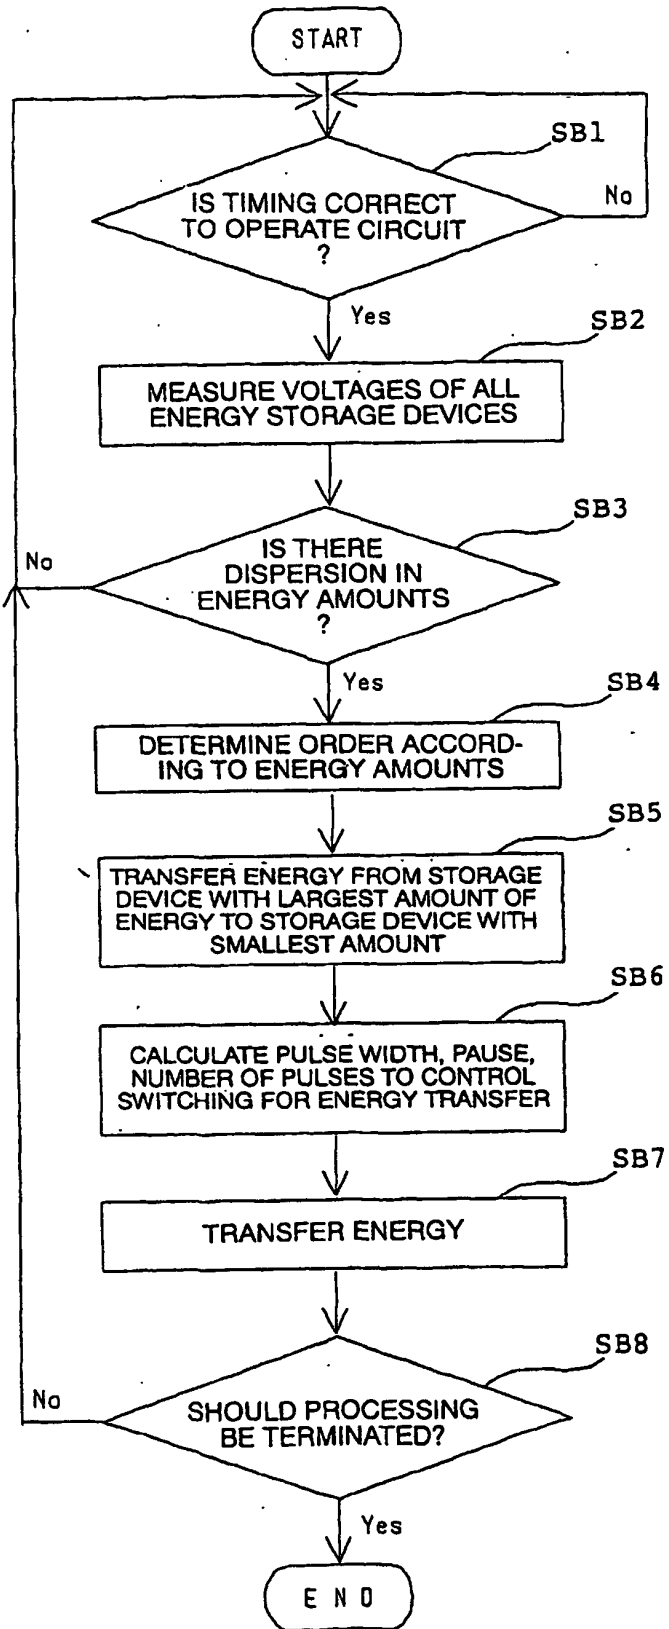 START
SB1
IS TIMING CORRECT
TO OPERATE CIRCUIT
?
No
Yes
SB2
MEASURE VOLTAGES OF ALL
ENERGY STORAGE DEVICES
SB3
No
IS THERE
DISPERSION IN
ENERGY AMOUNTS
?
Yes
SB4
DETERMINE ORDER ACCORD-
ING TO ENERGY AMOUNTS
SB5
TRANSFER ENERGY FROM STORAGE
DEVICE WITH LARGEST AMOUNT OF
ENERGY TO STORAGE DEVICE WITH
SMALLEST AMOUNT
SB6
CALCULATE PULSE WIDTH, PAUSE,
NUMBER OF PULSES TO CONTROL
SWITCHING FOR ENERGY TRANSFER
SB7
TRANSFER ENERGY
SB8
No
SHOULD PROCESSING
BE TERMINATED?
Yes
END